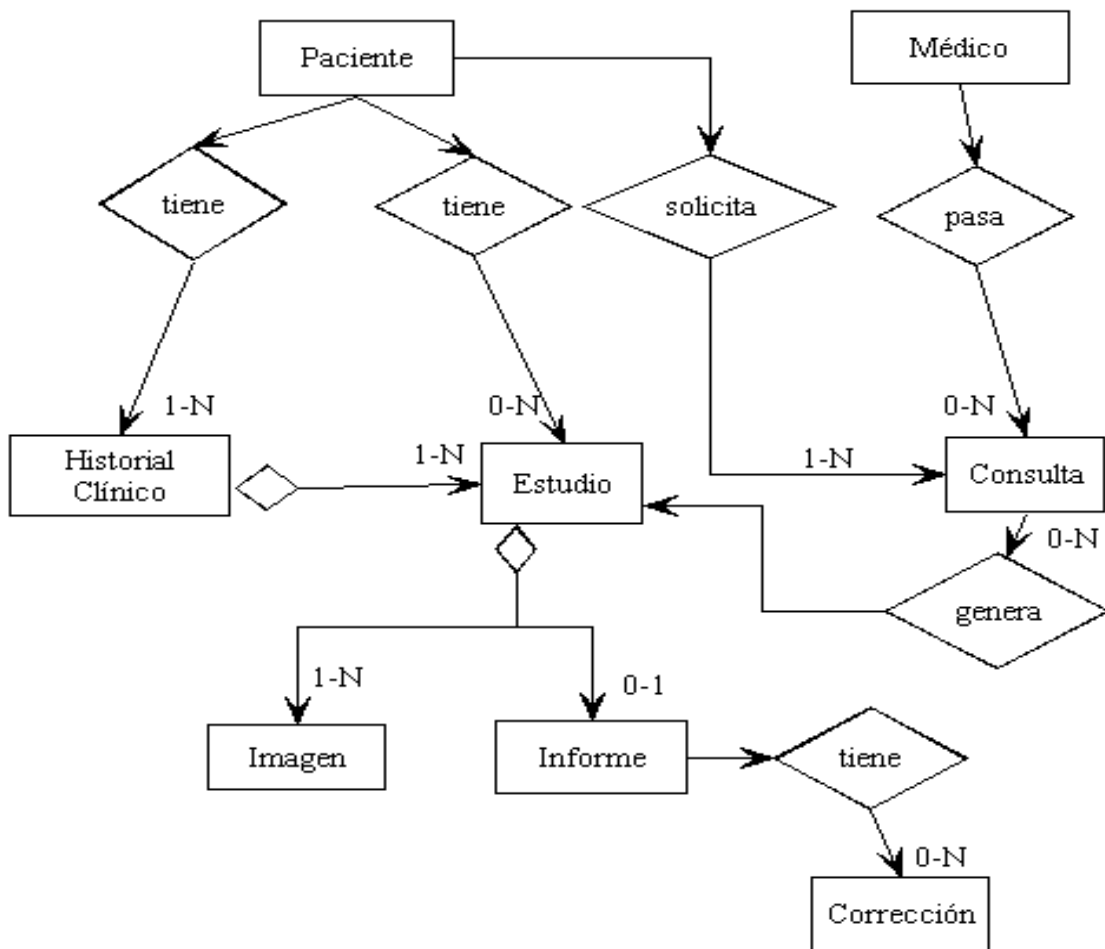 Paciente
Médico
tiene
tiene
solicita
pasa
1-N
0-N
0-N
Historial
Clínico
1-N
Estudio
1-N
Consulta
0-N
genera
1-N
0-1
Imagen
Informe
tiene
0-N
Corrección